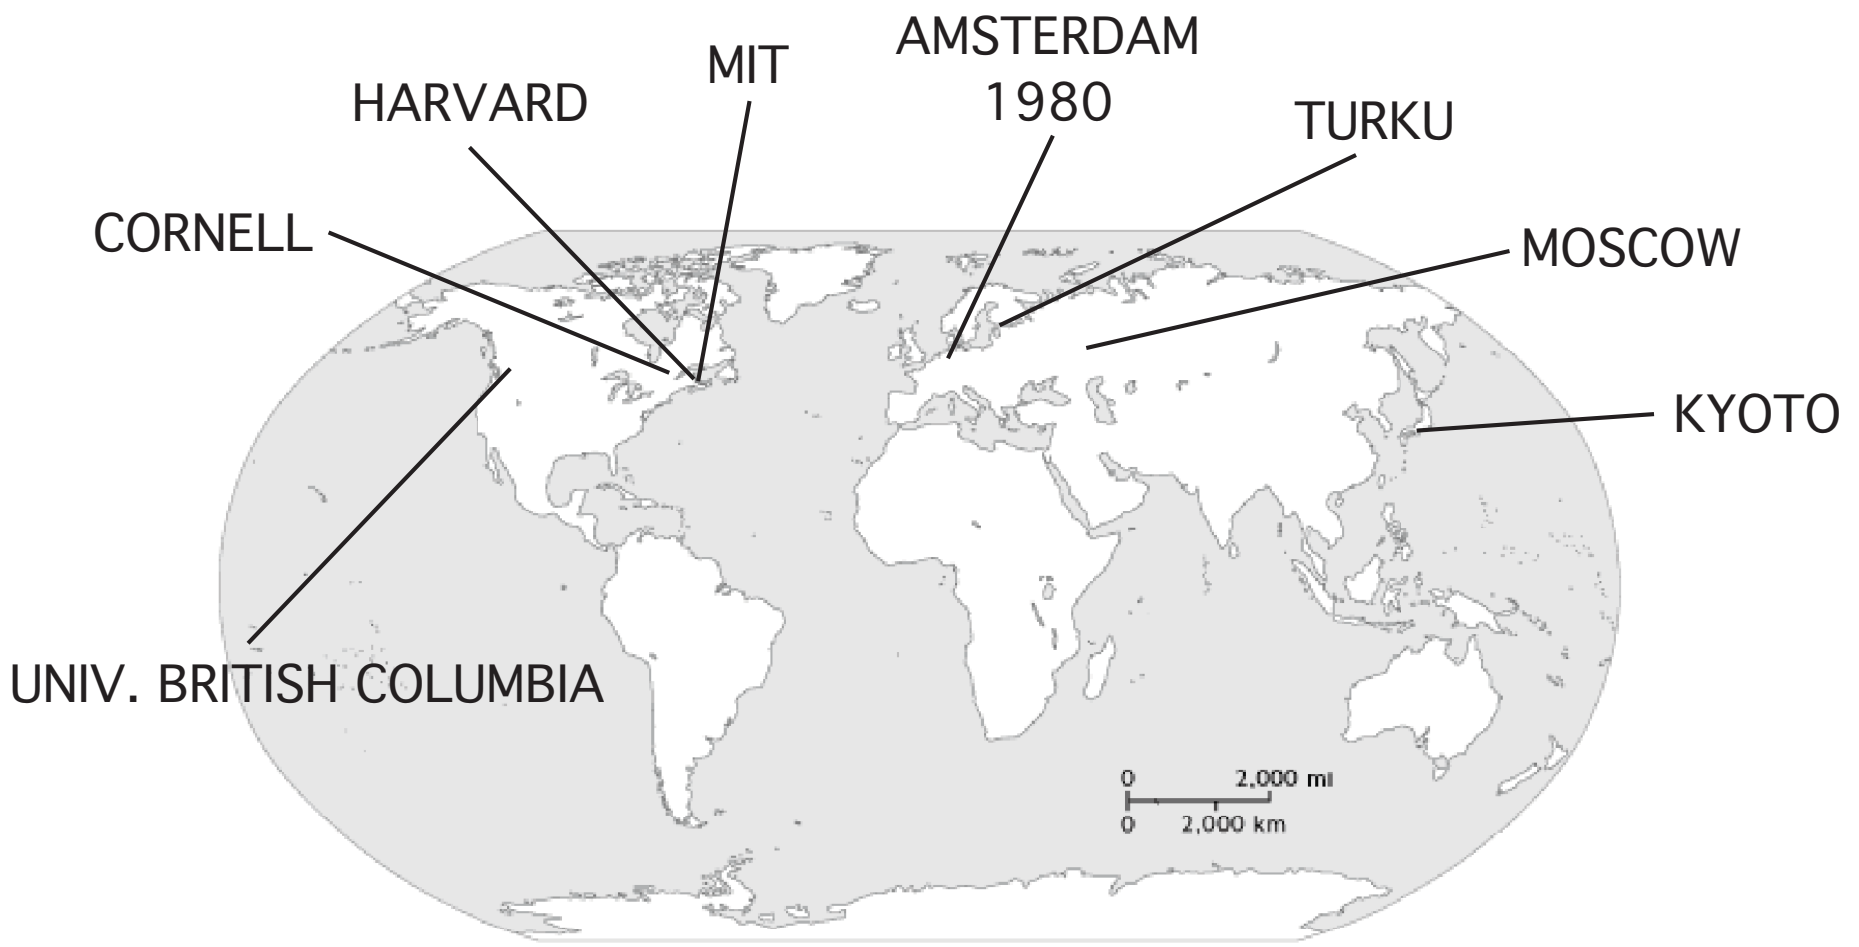 AMSTERDAM
1980
MIT
HARVARD
TURKU
CORNELL
MOSCOW
KYOTO
UNIV. BRITISH COLUMBIA
0 2,000 mi
0 2,000 km